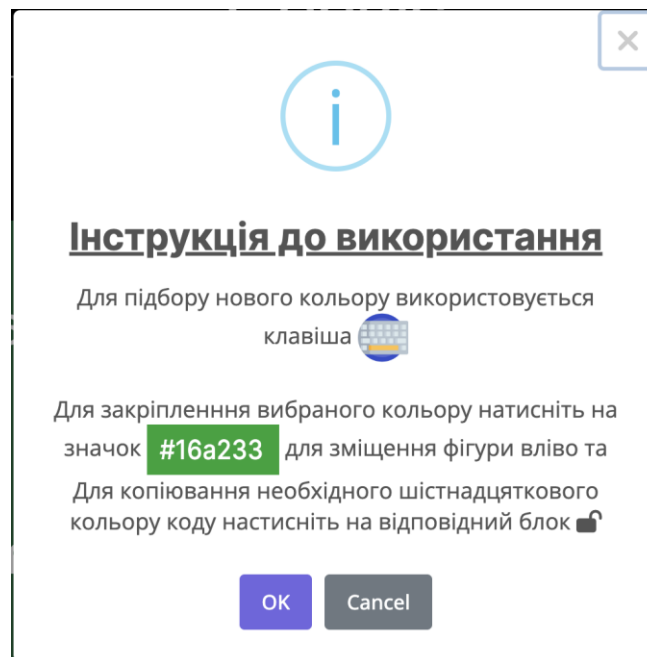 Інструкція до використання
Для підбору нового кольору використовується
клавіша
Для закріпленння вибраного кольору натисніть на
значок #16a233 для зміщення фігури вліво та
Для копіювання необхідного шістнадцяткового
кольору коду настисніть на відповідний блок
OK
Cancel